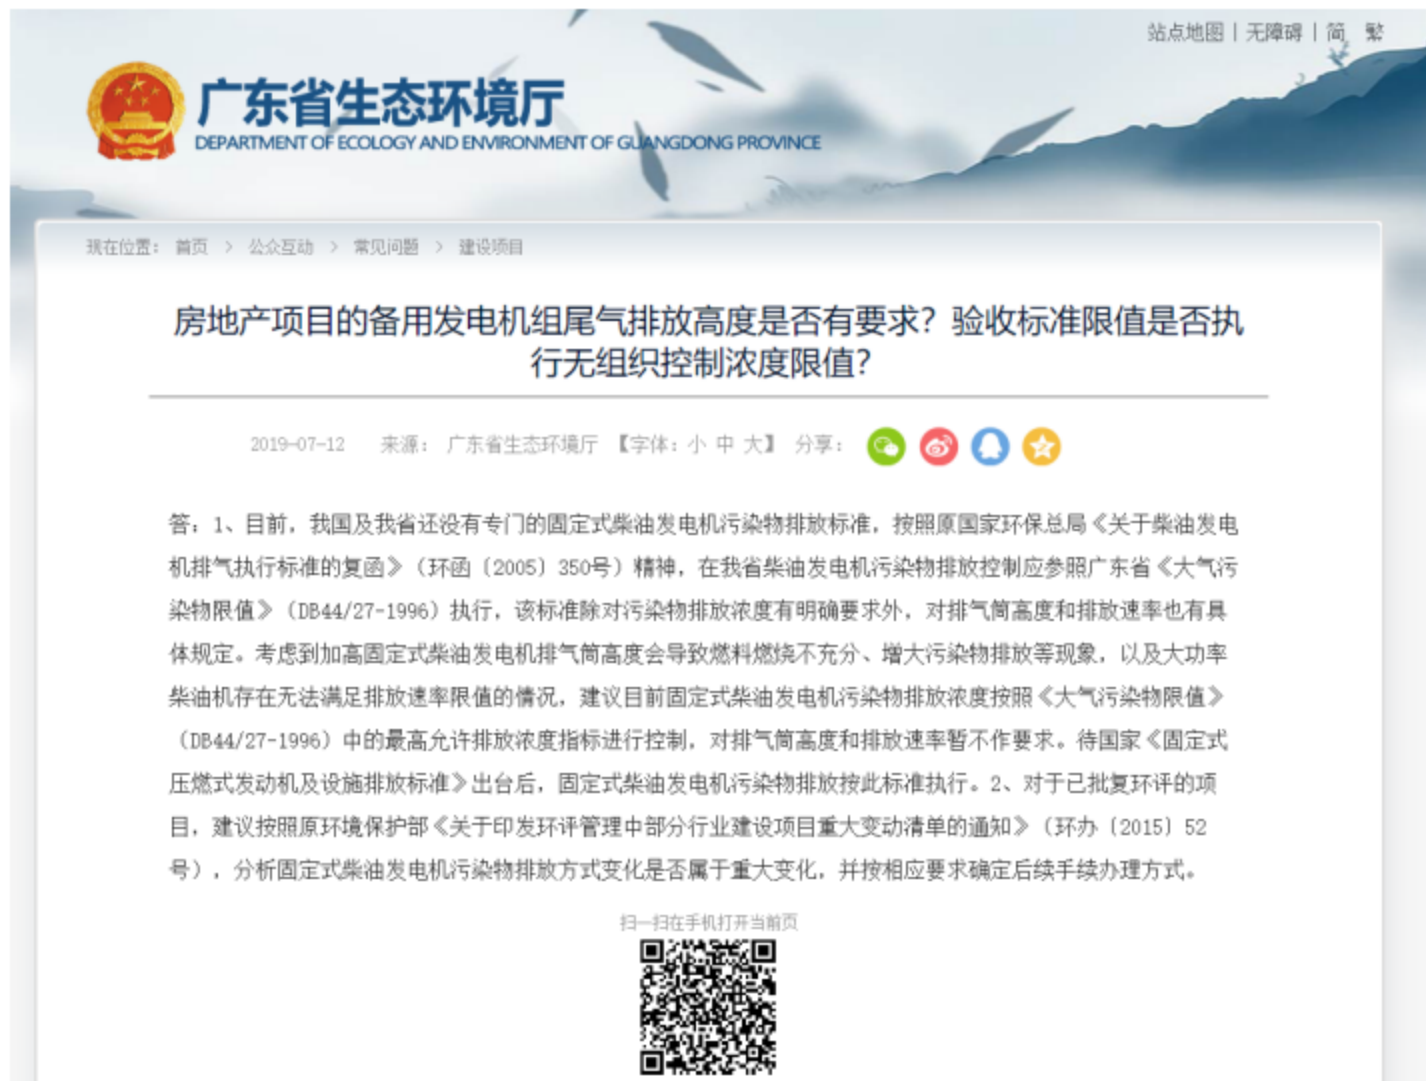 站点地图 | 无障碍 | 简 繁
广东省生态环境厅
DEPARTMENT OF ECOLOGY AND ENVIRONMENT OF GUANGDONG PROVINCE
现在位置： 首页 > 公众互动 > 常见问题 > 建设项目
房地产项目的备用发电机组尾气排放高度是否有要求？验收标准限值是否执
行无组织控制浓度限值？
2019-07-12 来源： 广东省生态环境厅 【字体：小 中 大】 分享：
答：1、目前，我国及我省还没有专门的固定式柴油发电机污染物排放标准，按照原国家环保总局《关于柴油发电
机排气执行标准的复函》（环函〔2005〕350号）精神，在我省柴油发电机污染物排放控制应参照广东省《大气污
染物限值》（DB44/27-1996）执行，该标准除对污染物排放浓度有明确要求外，对排气筒高度和排放速率也有具
体规定。考虑到加高固定式柴油发电机排气筒高度会导致燃料燃烧不充分、增大污染物排放等现象，以及大功率
柴油机存在无法满足排放速率限值的情况，建议目前固定式柴油发电机污染物排放浓度按照《大气污染物限值》
（DB44/27-1996）中的最高允许排放浓度指标进行控制，对排气筒高度和排放速率暂不作要求。待国家《固定式
压燃式发动机及设施排放标准》出台后，固定式柴油发电机污染物排放按此标准执行。2、对于已批复环评的项
目，建议按照原环境保护部《关于印发环评管理中部分行业建设项目重大变动清单的通知》（环办〔2015〕52
号），分析固定式柴油发电机污染物排放方式变化是否属于重大变化，并按相应要求确定后续手续办理方式。
扫一扫在手机打开当前页